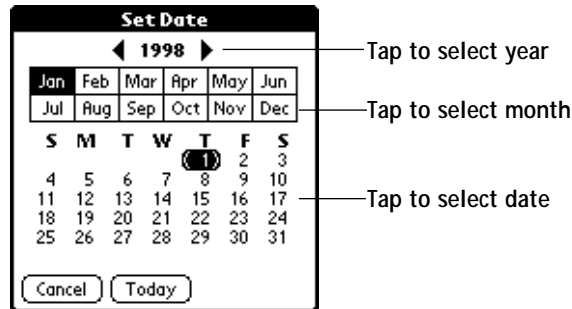 Set Date
1998 Tap to select year
Jan Feb Mar Apr May Jun
Jul Aug Sep Oct Nov Dec Tap to select month
S M T W T F S
1 2 3
4 5 6 7 8 9 10
11 12 13 14 15 16 17 Tap to select date
18 19 20 21 22 23 24
25 26 27 28 29 30 31
Cancel Today